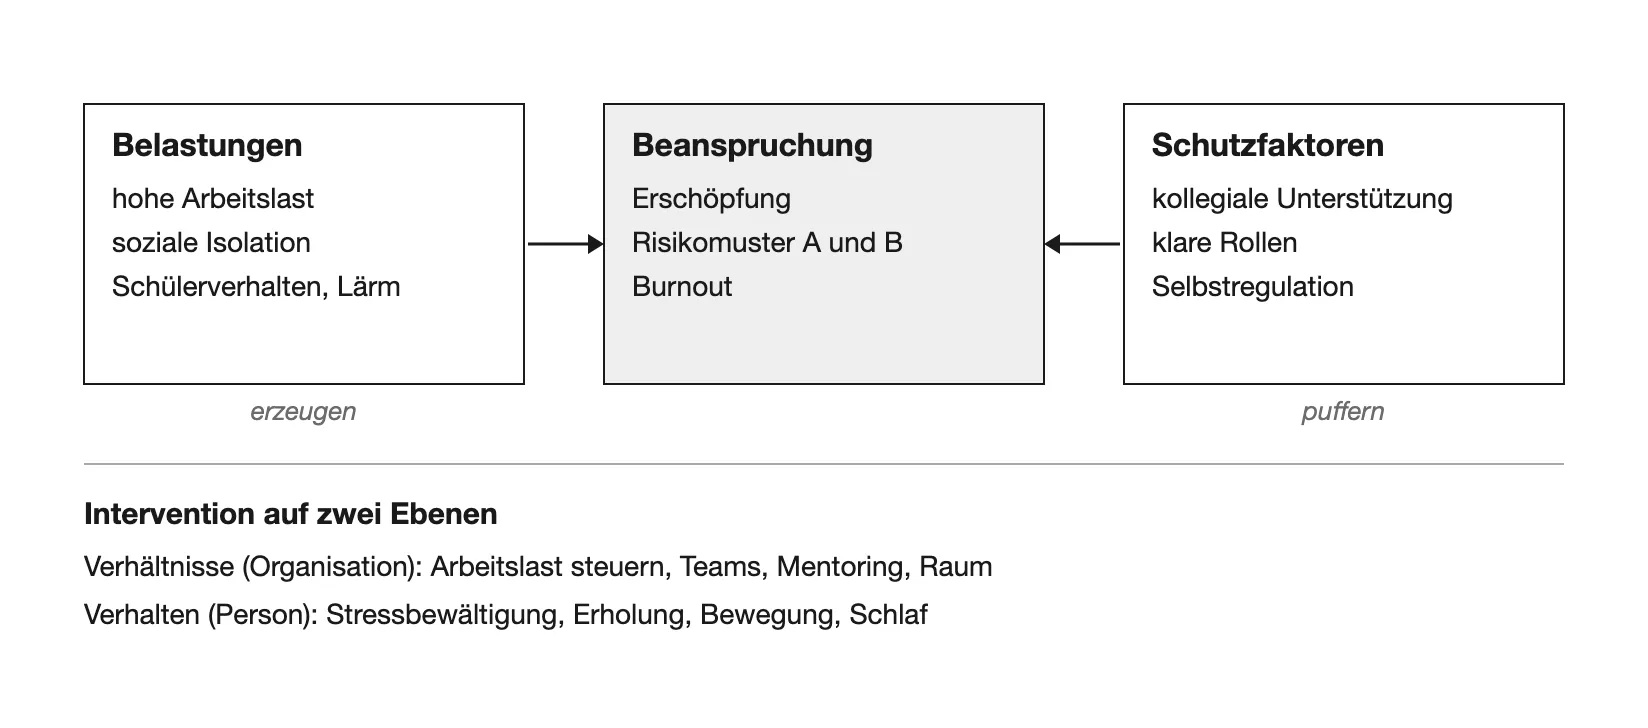 Belastungen
hohe Arbeitslast
soziale Isolation
Schülerverhalten, Lärm
erzeugen
Beanspruchung
Erschöpfung
Risikomuster A und B
Burnout
Schutzfaktoren
kollegiale Unterstützung
klare Rollen
Selbstregulation
puffern
Intervention auf zwei Ebenen
Verhältnisse (Organisation): Arbeitslast steuern, Teams, Mentoring, Raum
Verhalten (Person): Stressbewältigung, Erholung, Bewegung, Schlaf